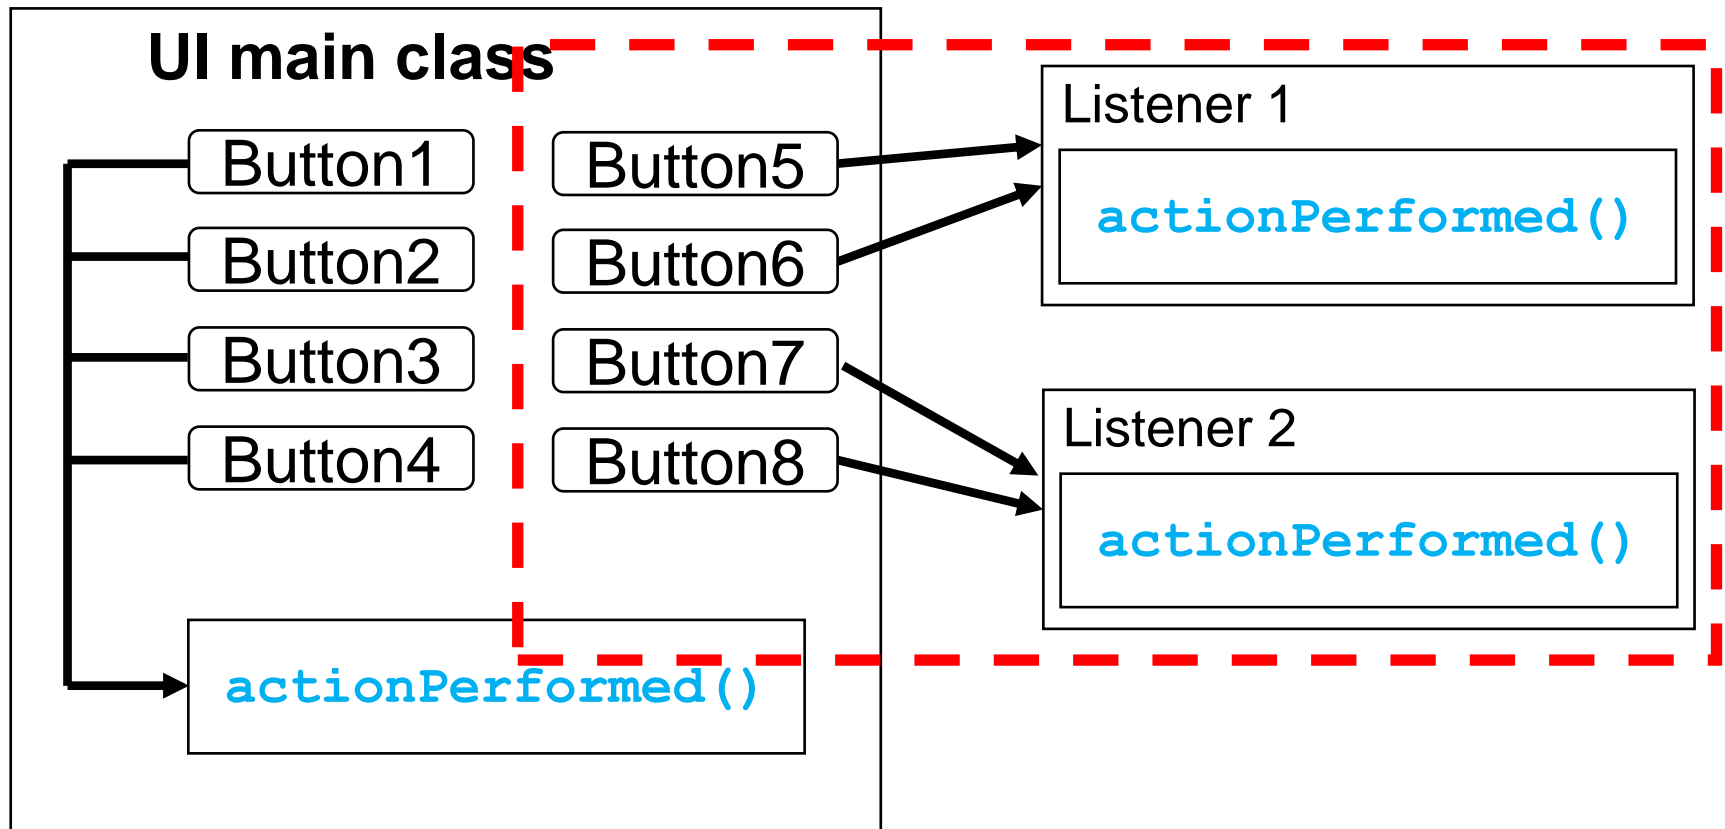 UI main class
Button1
Button2
Button3
Button4
Button5
Button6
Button7
Button8
actionPerformed()
Listener 1
actionPerformed()
Listener 2
actionPerformed()